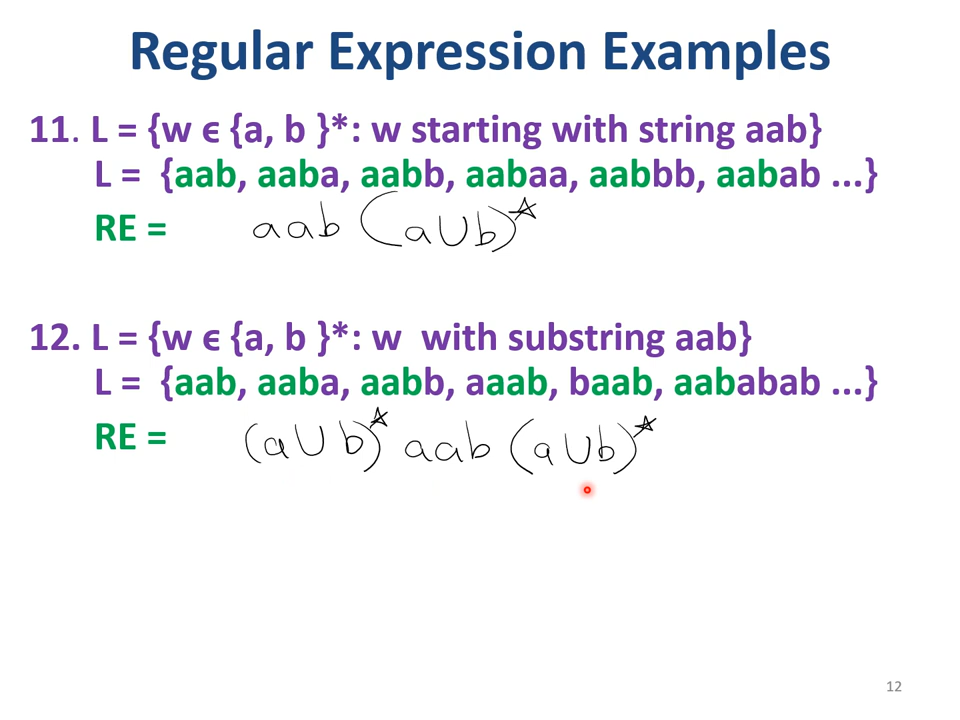 Regular Expression Examples
11. L = {w ϵ {a, b }*: w starting with string aab}
L = {aab, aaba, aabb, aabaa, aabbb, aabab ...}
RE = aab (a∪b)*
12. L = {w ϵ {a, b }*: w with substring aab}
L = {aab, aaba, aabb, aaab, baab, aababab ...}
RE = (a∪b)* aab (a∪b)*
12